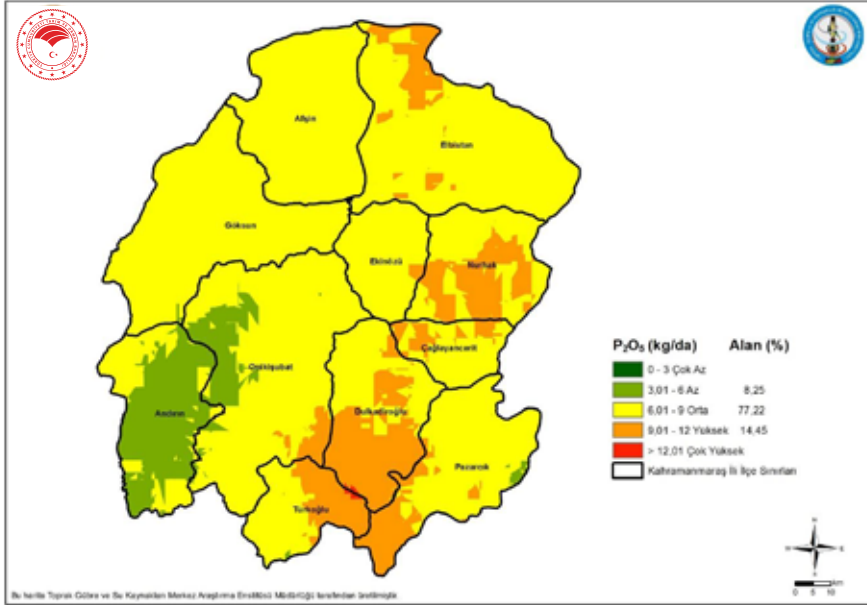 Afşin
Elbistan
Göksun
Ekinözü
Nurhak
Çağlayancerit
Onikişubat
Andırın
Dulkadiroğlu
Pazarcık
Türkoğlu
P₂O₅ (kg/da) Alan (%)
0 - 3 Çok Az
3,01 - 6 Az 8,25
6,01 - 9 Orta 77,22
9,01 - 12 Yüksek 14,45
> 12,01 Çok Yüksek
Kahramanmaraş İli İlçe Sınırları
N
W E
S
0 5 10 Km
Bu harita Toprak Gübre ve Su Kaynakları Merkez Araştırma Enstitüsü Müdürlüğü tarafından üretilmiştir.